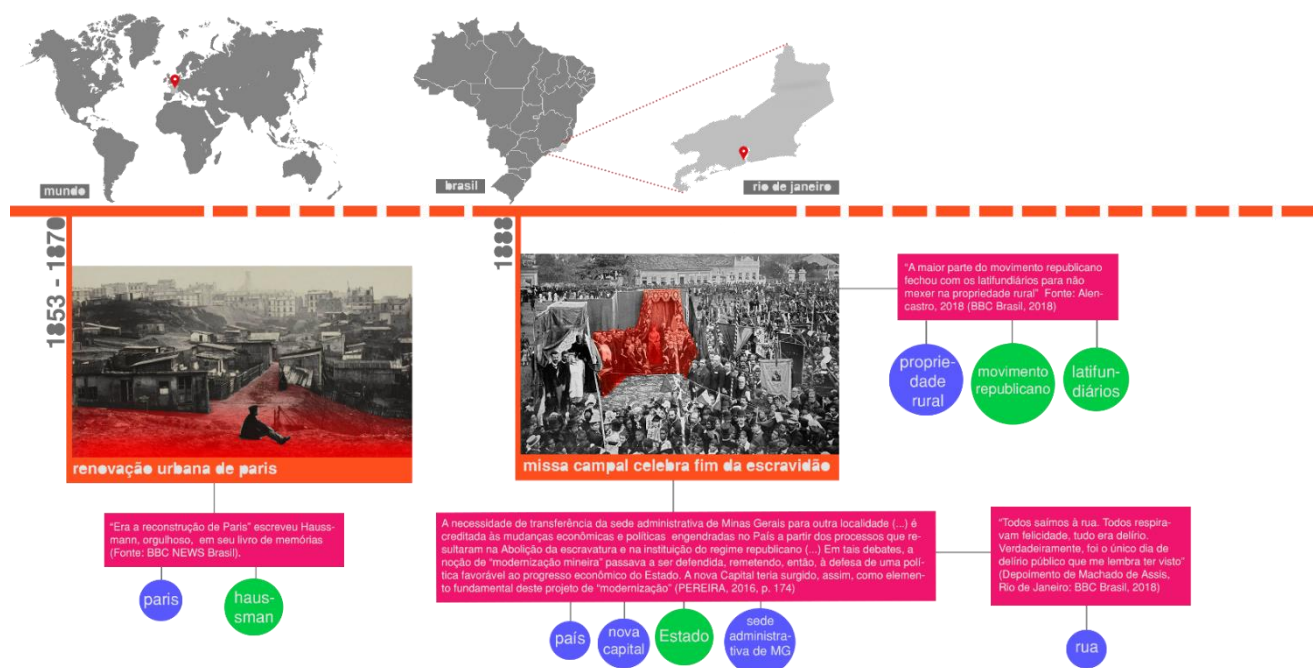 mundo
brasil
rio de janeiro
1853 - 1870
renovação urbana de paris
“Era a reconstrução de Paris” escreveu Haus-
smann, orgulhoso, em seu livro de memórias
(Fonte: BBC NEWS Brasil).
paris
haus-
sman
1888
missa campal celebra fim da escravidão
“A maior parte do movimento republicano
fechou com os latifundiários para não
mexer na propriedade rural” Fonte: Alen-
castro, 2018 (BBC Brasil, 2018)
proprie-
dade
rural
movimento
republicano
latifun-
diários
A necessidade de transferência da sede administrativa de Minas Gerais para outra localidade (...) é
creditada às mudanças econômicas e políticas engendradas no País a partir dos processos que re-
sultaram na Abolição da escravatura e na instituição do regime republicano (...) Em tais debates, a
noção de “modernização mineira” passava a ser defendida, remetendo, então, à defesa de uma po-
lítica favorável ao progresso econômico do Estado. A nova Capital teria surgido, assim, como elemen-
to fundamental deste projeto de “modernização” (PEREIRA, 2016, p. 174)
país
nova
capital
Estado
sede
administra-
tiva de MG
“Todos saímos à rua. Todos respira-
vam felicidade, tudo era delírio.
Verdadeiramente, foi o único dia de
delírio público que me lembra ter visto”
(Depoimento de Machado de Assis,
Rio de Janeiro: BBC Brasil, 2018)
rua